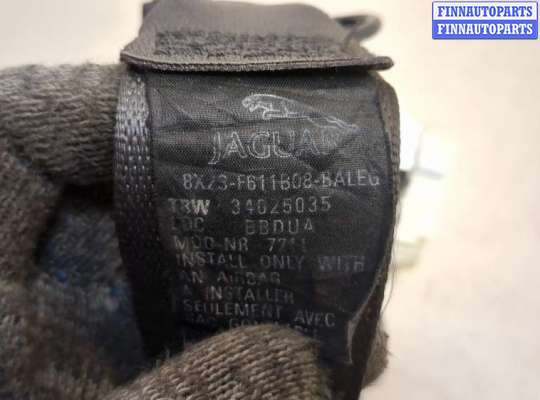 FINNAUTOPARTS
FINNAUTOPARTS
JAGUAR
8X23-F611B08-BALEG
TRW 34025035
LOC BBDUA
MOD-NR 7711
INSTALL ONLY WITH
AN AIRBAG
A INSTALLER
SEULEMENT AVEC